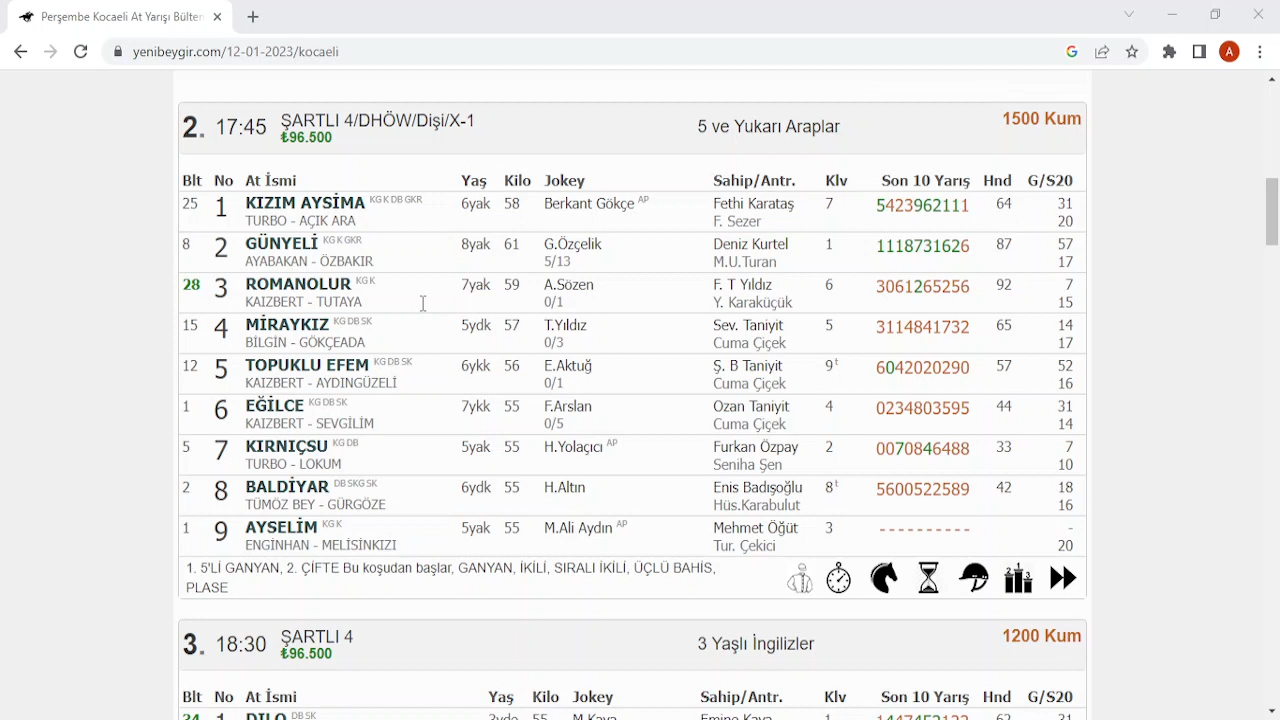 Perşembe Kocaeli At Yarışı Bülten
yenibeygir.com/12-01-2023/kocaeli
A
2. 17:45 ŞARTLI 4/DHÖW/Dişi/X-1 5 ve Yukarı Araplar 1500 Kum
₺96.500
Blt No At İsmi Yaş Kilo Jokey Sahip/Antr. Klv Son 10 Yarış Hnd G/S20
25 1 KIZIM AYSİMA KG K DB GKR 6yak 58 Berkant Gökçe AP Fethi Karataş 7 5423962111 64 31
TURBO - AÇIK ARA F. Sezer 20
8 2 GÜNYELİ KG K GKR 8yak 61 G.Özçelik Deniz Kurtel 1 1118731626 87 57
AYABAKAN - ÖZBAKIR 5/13 M.U.Turan 17
28 3 ROMANOLUR KG K 7yak 59 A.Sözen F. T Yıldız 6 3061265256 92 7
KAIZBERT - TUTAYA 0/1 Y. Karaküçük 15
15 4 MİRAYKIZ KG DB SK 5ydk 57 T.Yıldız Sev. Taniyit 5 3114841732 65 14
BİLGİN - GÖKÇEADA 0/3 Cuma Çiçek 17
12 5 TOPUKLU EFEM KG DB SK 6ykk 56 E.Aktuğ Ş. B Taniyit 9t 6042020290 57 52
KAIZBERT - AYDINGÜZELİ 0/1 Cuma Çiçek 16
1 6 EĞİLCE KG DB SK 7ykk 55 F.Arslan Ozan Taniyit 4 0234803595 44 31
KAIZBERT - SEVGİLİM 0/5 Cuma Çiçek 14
5 7 KIRNIÇSU KG DB 5yak 55 H.Yolaçıcı AP Furkan Özpay 2 0070846488 33 7
TURBO - LOKUM Seniha Şen 10
2 8 BALDİYAR DB SKG SK 6ydk 55 H.Altın Enis Badışoğlu 8t 5600522589 42 18
TÜMÖZ BEY - GÜRGÖZE Hüs.Karabulut 16
1 9 AYSELİM KG K 5yak 55 M.Ali Aydın AP Mehmet Öğüt 3 - - - - - - - - - - -
ENGİNHAN - MELİSİNKIZI Tur. Çekici 20
1. 5'Lİ GANYAN, 2. ÇİFTE Bu koşudan başlar, GANYAN, İKİLİ, SIRALI İKİLİ, ÜÇLÜ BAHİS,
PLASE
3. 18:30 ŞARTLI 4 3 Yaşlı İngilizler 1200 Kum
₺96.500
Blt No At İsmi Yaş Kilo Jokey Sahip/Antr. Klv Son 10 Yarış Hnd G/S20